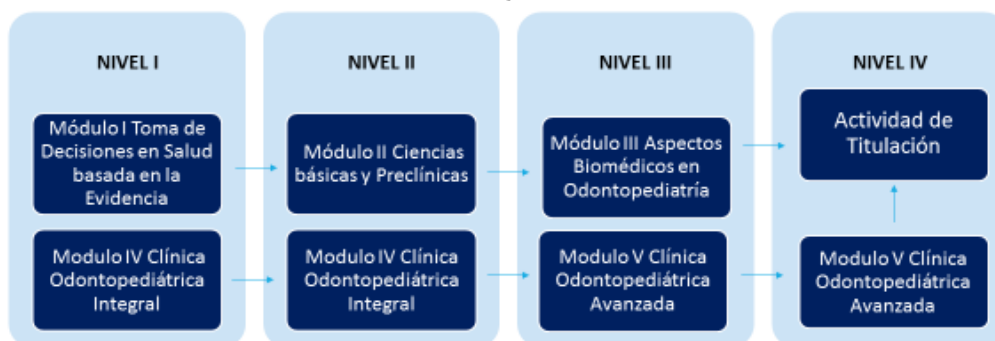 NIVEL I
Módulo I Toma de
Decisiones en Salud
basada en la
Evidencia
Modulo IV Clínica
Odontopediátrica
Integral
NIVEL II
Módulo II Ciencias
básicas y Preclínicas
Modulo IV Clínica
Odontopediátrica
Integral
NIVEL III
Módulo III Aspectos
Biomédicos en
Odontopediatría
Modulo V Clínica
Odontopediátrica
Avanzada
NIVEL IV
Actividad de
Titulación
Modulo V Clínica
Odontopediátrica
Avanzada